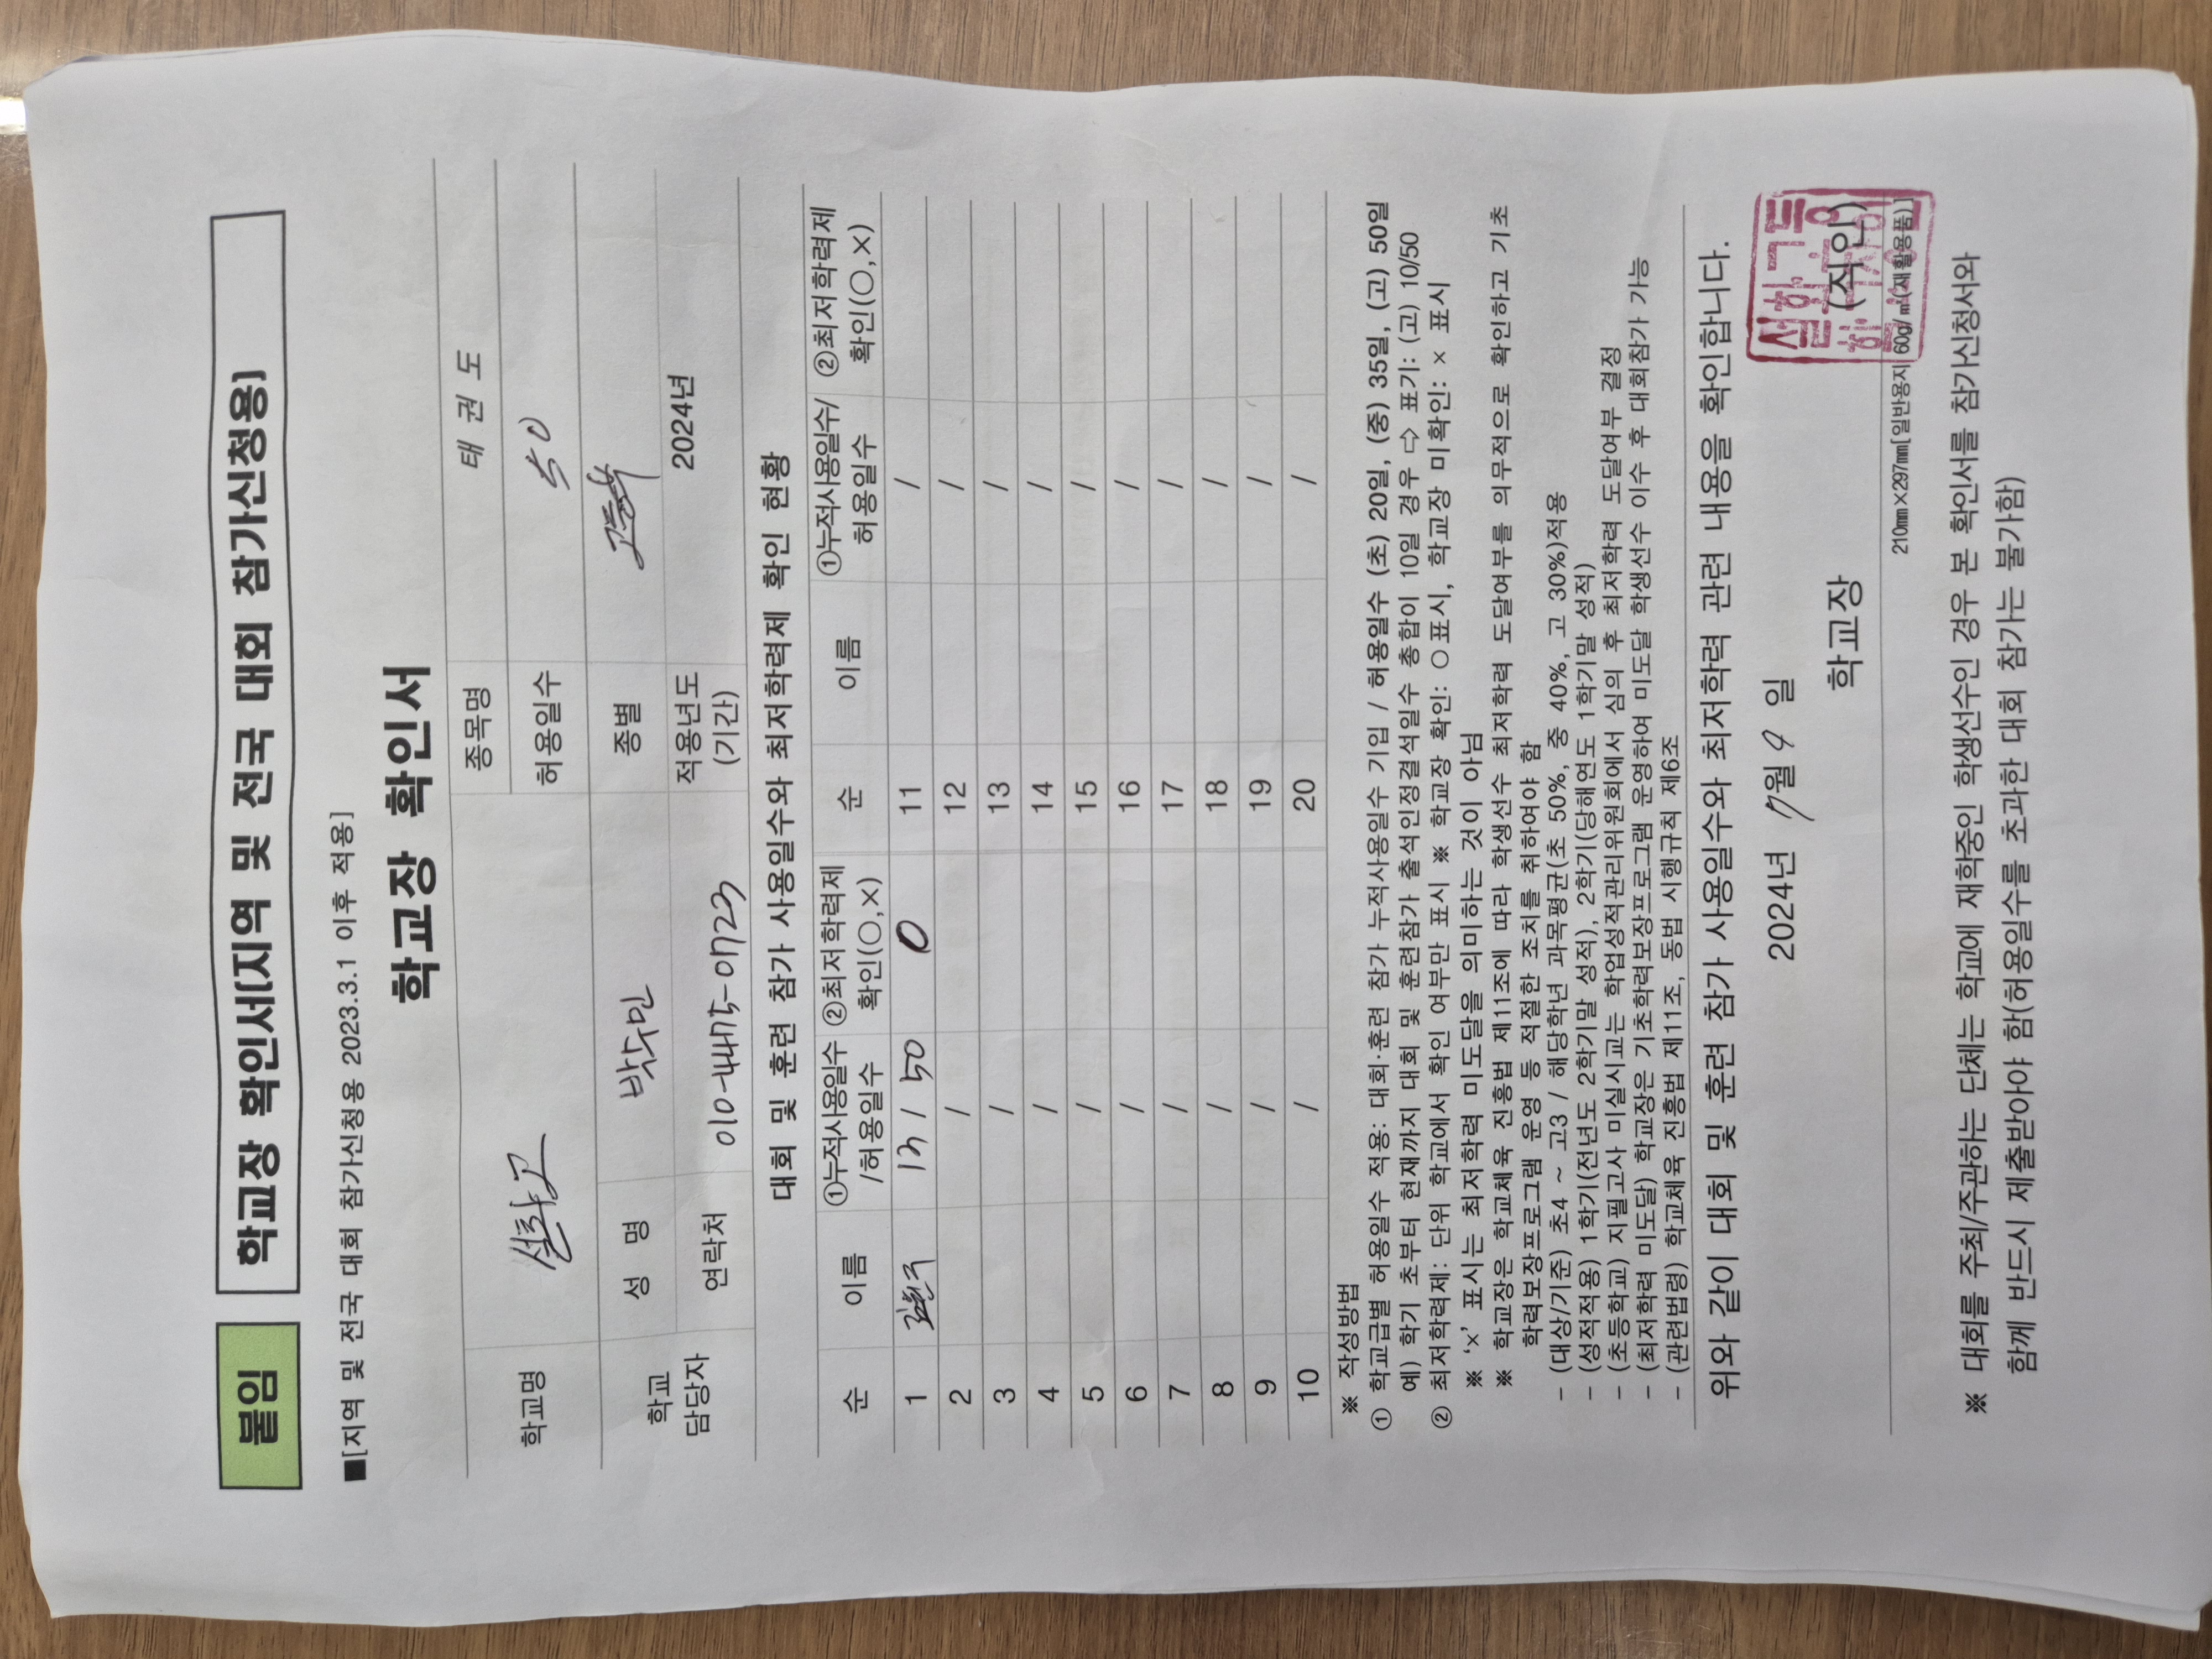 붙임 학교장 확인서(지역 및 전국 대회 참가신청용)
■[지역 및 전국 대회 참가신청용 2023.3.1 이후 적용]
학교장 확인서
학교명 설화고 종목명 태권도
허용일수 50
학교 담당자 성 명 박수민 종별 고등부
연락처 010-4475-0723 적용년도 (기간) 2024년
대회 및 훈련 참가 사용일수와 최저학력제 확인 현황
순 이름 ①누적사용일수 /허용일수 ②최저학력제 확인(○,×) 순 이름 ①누적사용일수/ 허용일수 ②최저학력제 확인(○,×)
1 13 / 50 O 11 /
2 / 12 /
3 / 13 /
4 / 14 /
5 / 15 /
6 / 16 /
7 / 17 /
8 / 18 /
9 / 19 /
10 / 20 /
※ 작성방법
① 학교급별 허용일수 적용: 대회·훈련 참가 누적사용일수 기입 / 허용일수 (초) 20일, (중) 35일, (고) 50일
예) 학기 초부터 현재까지 대회 및 훈련참가 출석인정결석일수 총합이 10일 경우 ⇨ 표기: (고) 10/50
② 최저학력제: 단위 학교에서 확인 여부만 표시 ※ 학교장 확인: ○ 표시, 학교장 미확인: × 표시
※ ‘×’ 표시는 최저학력 미도달을 의미하는 것이 아님
※ 학교장은 학교체육 진흥법 제11조에 따라 학생선수 최저학력 도달여부를 의무적으로 확인하고 기초
학력보장프로그램 운영 등 적절한 조치를 취하여야 함
- (대상/기준) 초4 ~ 고3 / 해당학년 과목평균(초 50%, 중 40%, 고 30%)적용
- (성적적용) 1학기(전년도 2학기말 성적), 2학기(당해연도 1학기말 성적)
- (초등학교) 지필고사 미실시교는 학업성적관리위원회에서 심의 후 최저학력 도달여부 결정
- (최저학력 미도달) 학교장은 기초학력보장프로그램 운영하여 미도달 학생선수 이수 후 대회참가 가능
- (관련법령) 학교체육 진흥법 제11조, 동법 시행규칙 제6조
위와 같이 대회 및 훈련 참가 사용일수와 최저학력 관련 내용을 확인합니다.
2024년 7월 9 일
학교장 (직인)
설화고등
210㎜×297㎜[일반용지 60g/㎡(재활용품)]
※ 대회를 주최/주관하는 단체는 학교에 재학중인 학생선수인 경우 본 확인서를 참가신청서와
함께 반드시 제출받아야 함(허용일수를 초과한 대회 참가는 불가함)